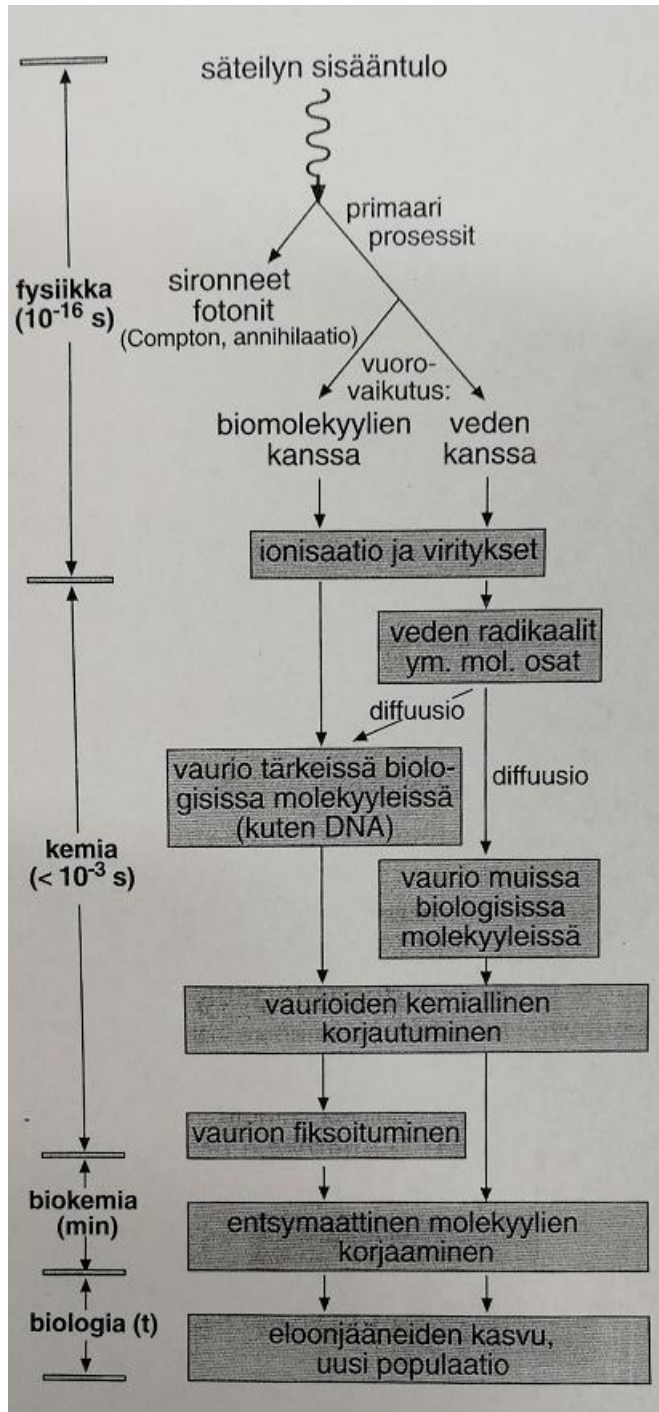 säteilyn sisääntulo
primaari
prosessit
sironneet
fotonit
(Compton, annihilaatio)
fysiikka
(10⁻¹⁶ s)
vuoro-
vaikutus:
biomolekyylien
kanssa
veden
kanssa
ionisaatio ja viritykset
veden radikaalit
ym. mol. osat
diffuusio
vaurio tärkeissä biolo-
gisissa molekyyleissä
(kuten DNA)
diffuusio
kemia
(< 10⁻³ s)
vaurio muissa
biologisissa
molekyyleissä
vaurioiden kemiallinen
korjautuminen
vaurion fiksoituminen
biokemia
(min)
entsymaattinen molekyylien
korjaaminen
biologia (t)
eloonjääneiden kasvu,
uusi populaatio